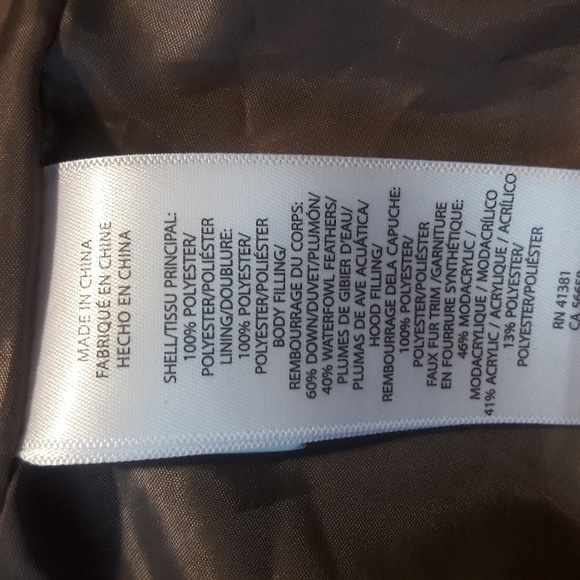 MADE IN CHINA
FABRIQUÉ EN CHINE
HECHO EN CHINA
SHELL/TISSU PRINCIPAL:
100% POLYESTER/
POLYESTER/POLIÉSTER
LINING/DOUBLURE:
100% POLYESTER/
POLYESTER/POLIÉSTER
BODY FILLING/
REMBOURRAGE DU CORPS:
60% DOWN/DUVET/PLUMÓN/
40% WATERFOWL FEATHERS/
PLUMES DE GIBIER D'EAU/
PLUMAS DE AVE ACUÁTICA/
HOOD FILLING/
REMBOURRAGE DELA CAPUCHE:
100% POLYESTER/
POLYESTER/POLIÉSTER
FAUX FUR TRIM /GARNITURE
EN FOURRURE SYNTHÉTIQUE:
46% MODACRYLIC /
MODACRYLIQUE / MODACRÍLICO
41% ACRYLIC / ACRYLIQUE / ACRÍLICO
13% POLYESTER/
POLYESTER/POLIÉSTER
RN 41381
CA